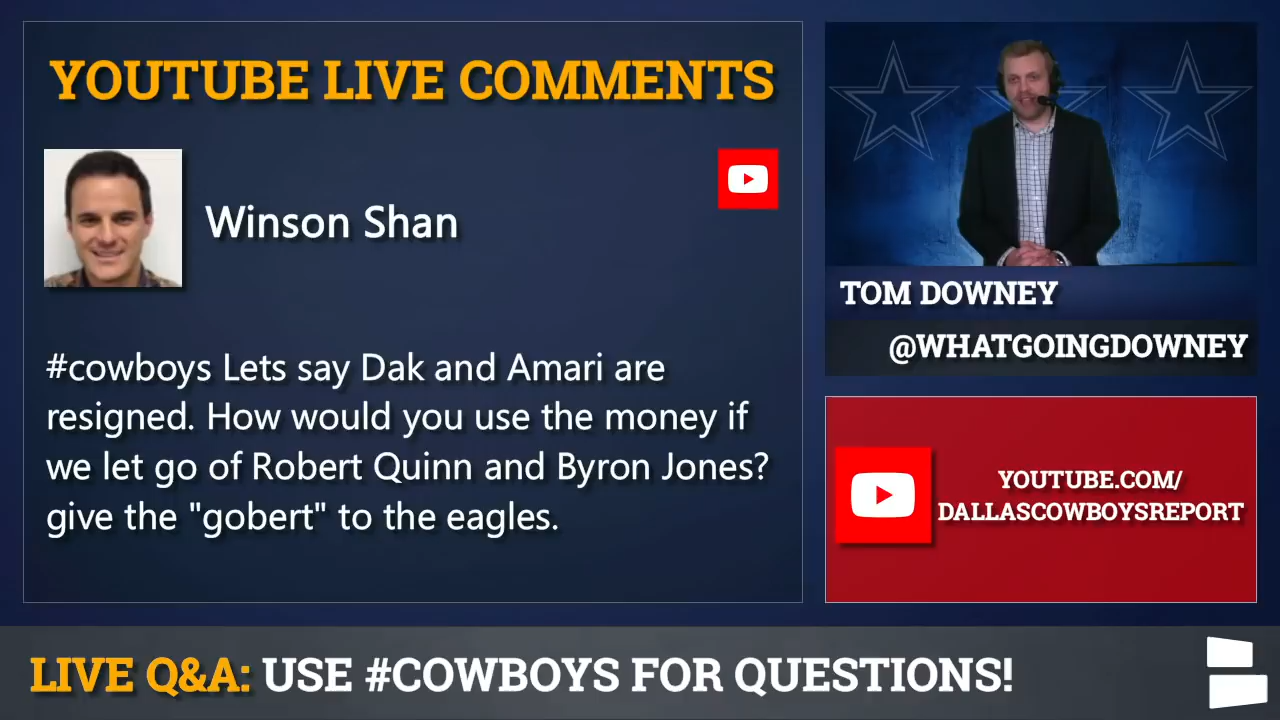 YOUTUBE LIVE COMMENTS
Winson Shan
#cowboys Lets say Dak and Amari are
resigned. How would you use the money if
we let go of Robert Quinn and Byron Jones?
give the "gobert" to the eagles.
TOM DOWNEY
@WHATGOINGDOWNEY
YOUTUBE.COM/
DALLASCOWBOYSREPORT
LIVE Q&A: USE #COWBOYS FOR QUESTIONS!